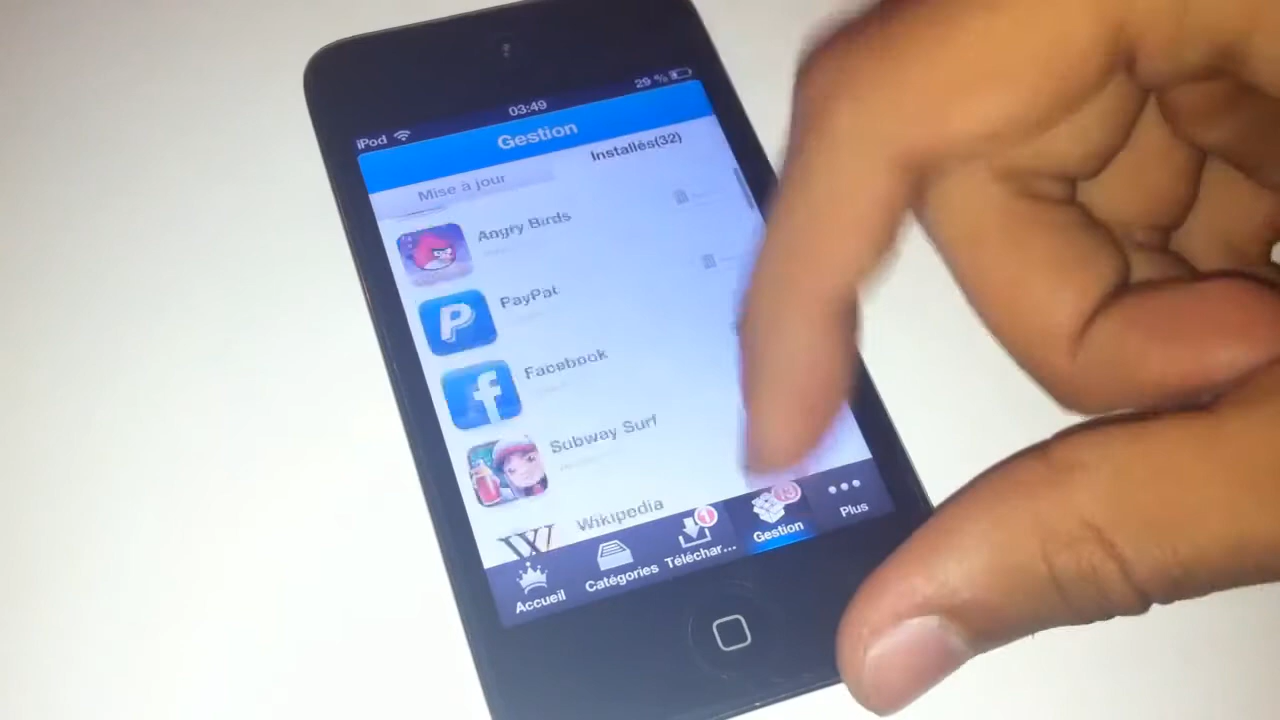 iPod 03:49 29 %
Gestion
Mise à jour Installés(32)
Angry Birds
PayPal
Facebook
Subway Surf
Wikipedia
Accueil Catégories Téléchar... Gestion Plus
1
13